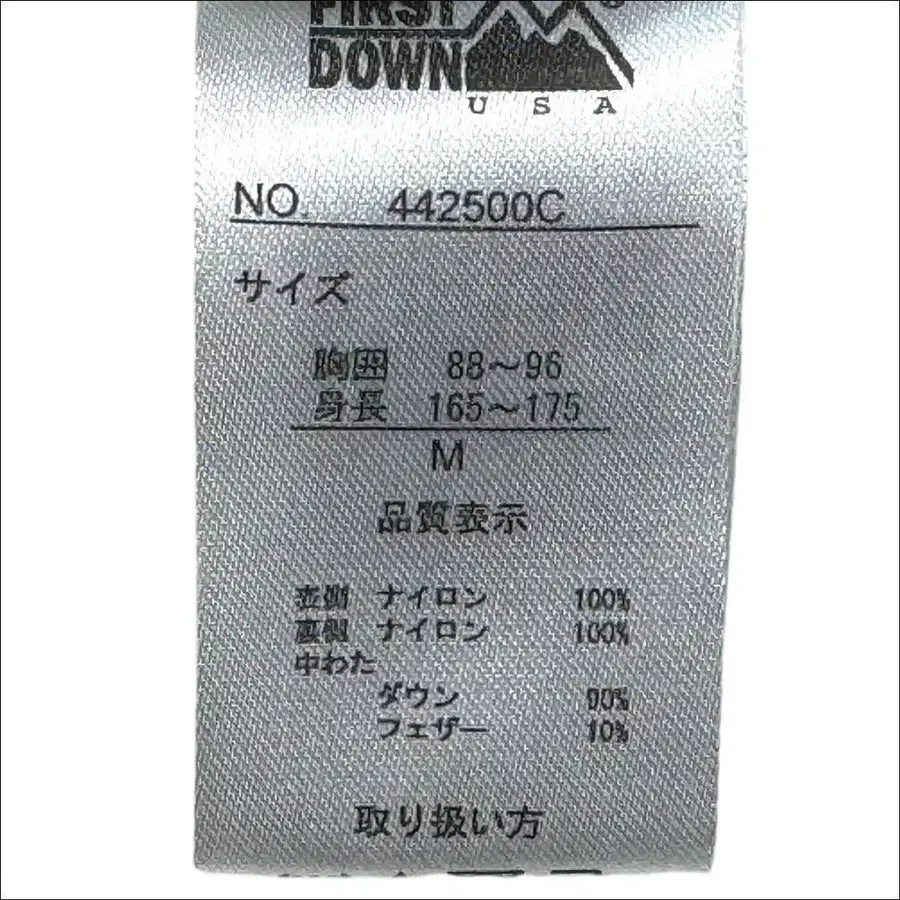 FIRST
DOWN
USA
NO. 442500C
サイズ
胸囲 88～96
身長 165～175
M
品質表示
表側 ナイロン 100%
裏側 ナイロン 100%
中わた
ダウン 90%
フェザー 10%
取り扱い方